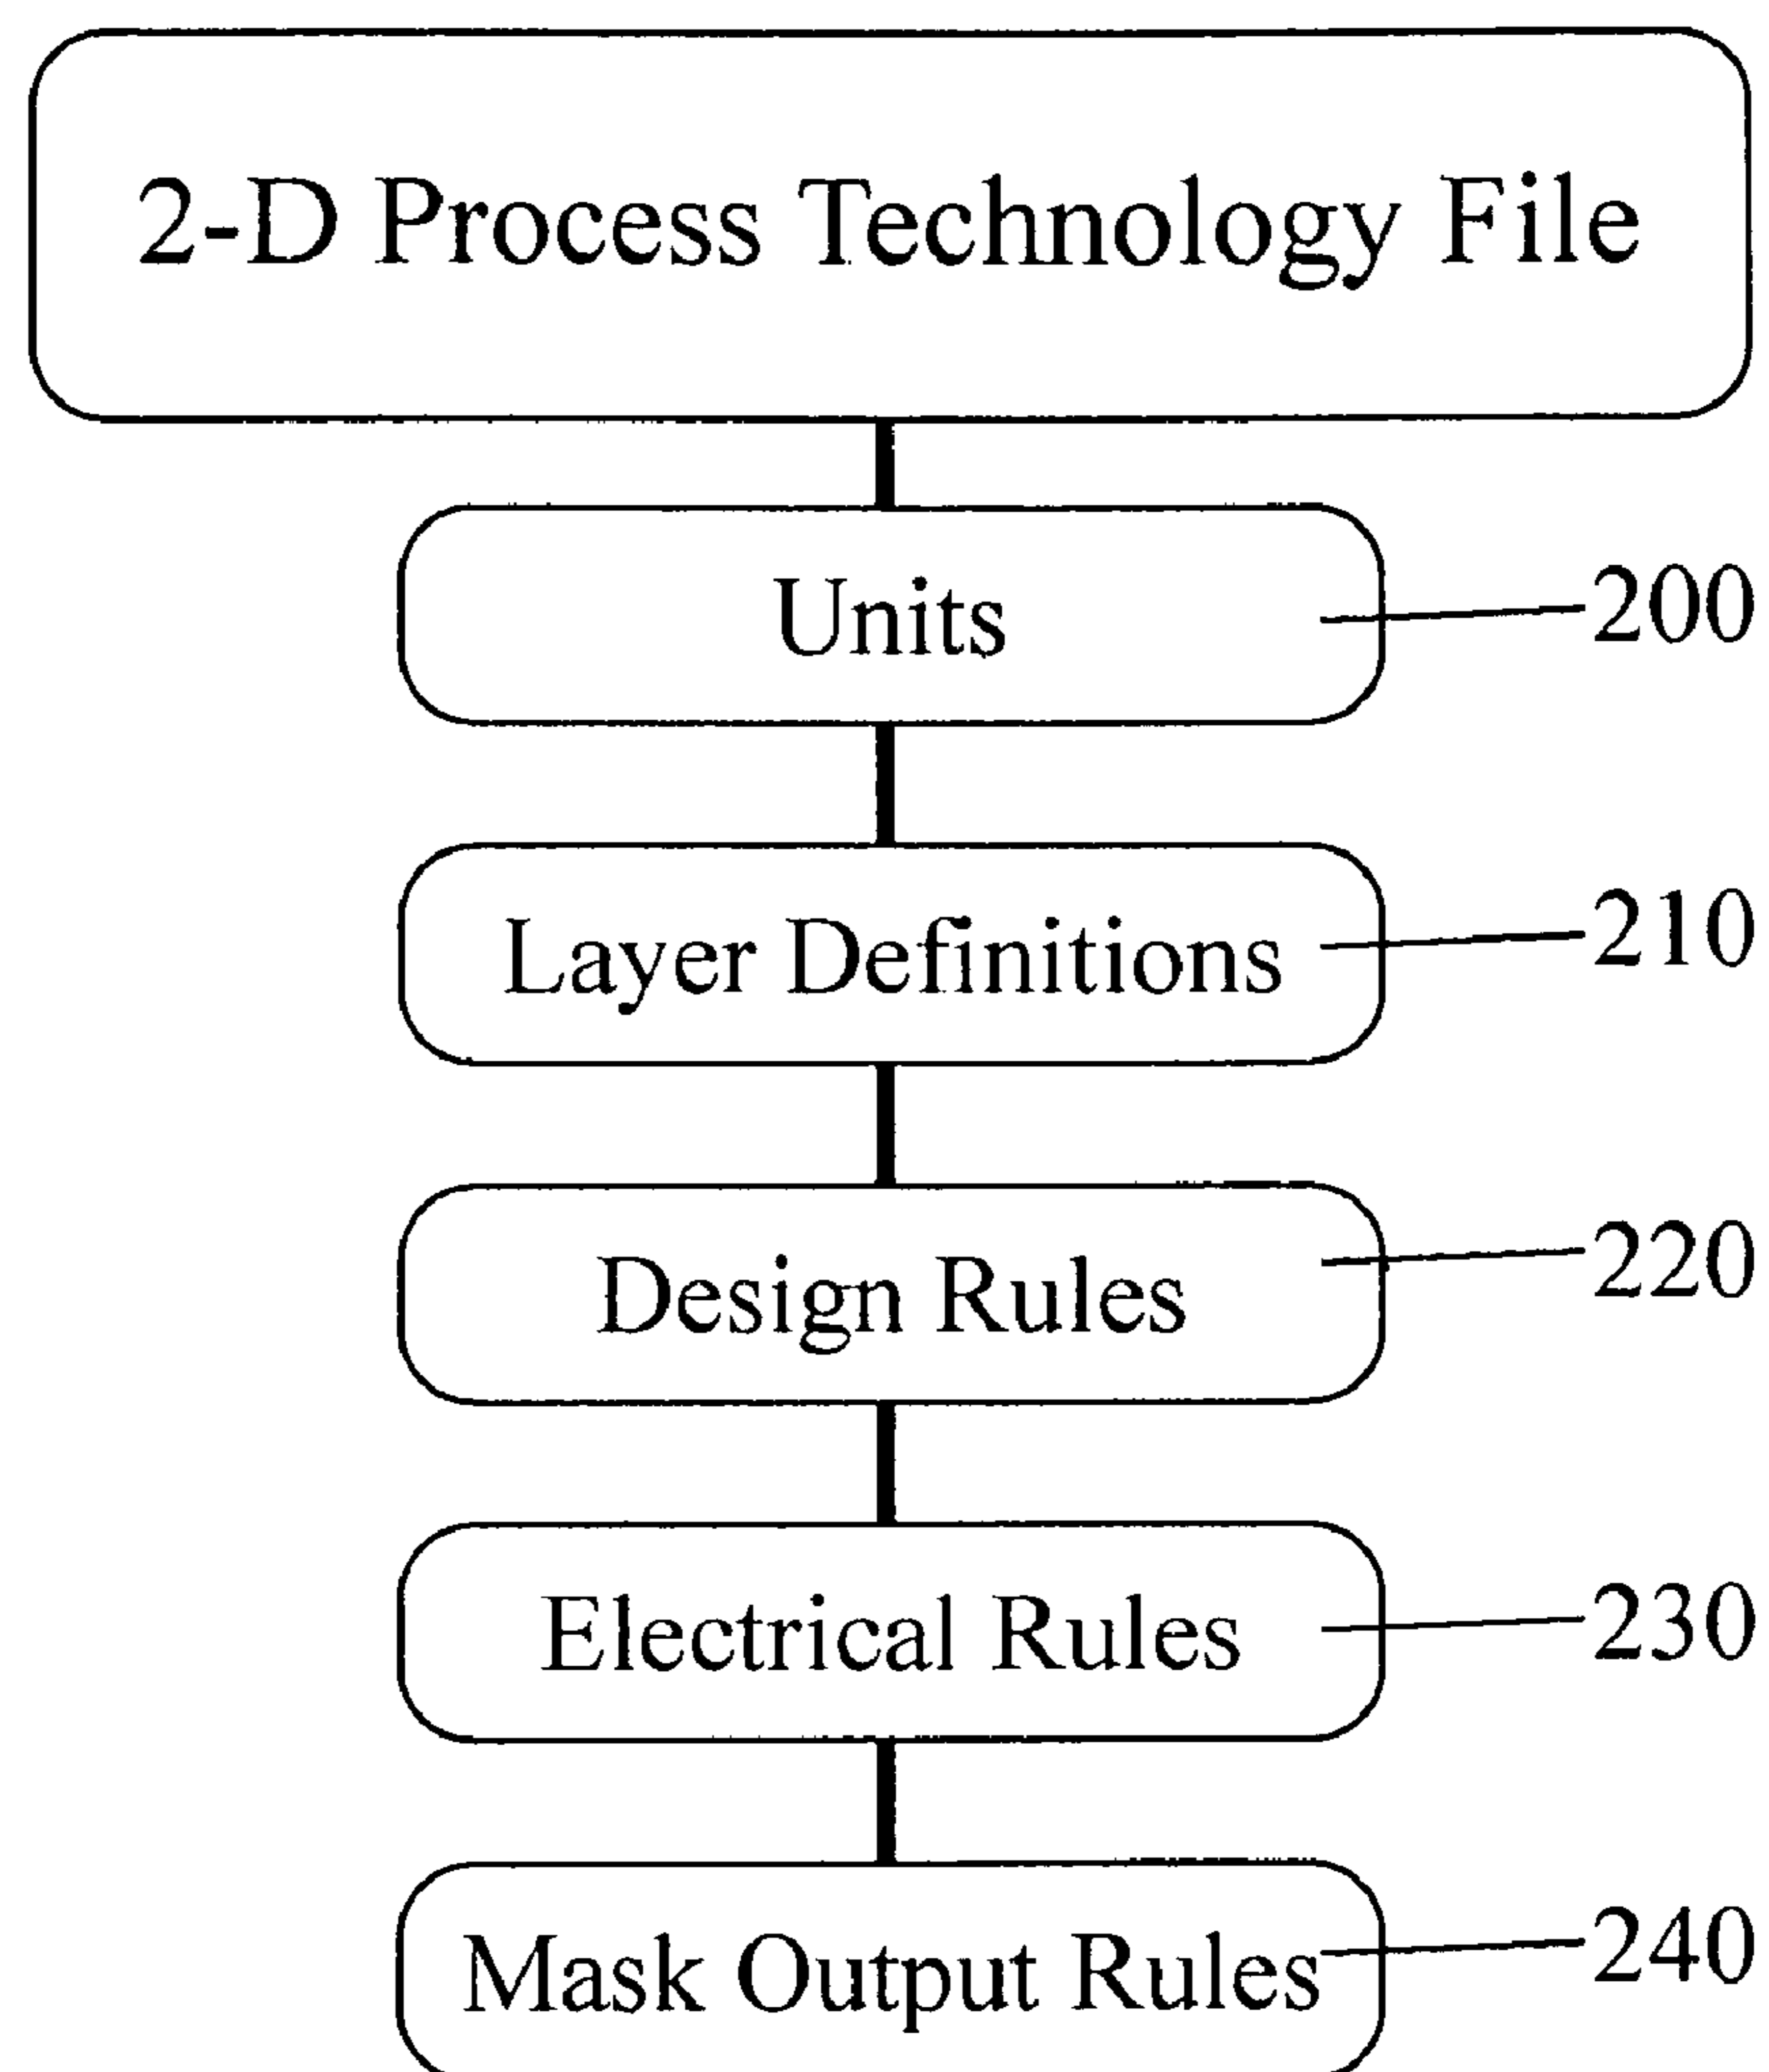 2-D Process Technology File
Units
200
Layer Definitions
210
Design Rules
220
Electrical Rules
230
Mask Output Rules
240